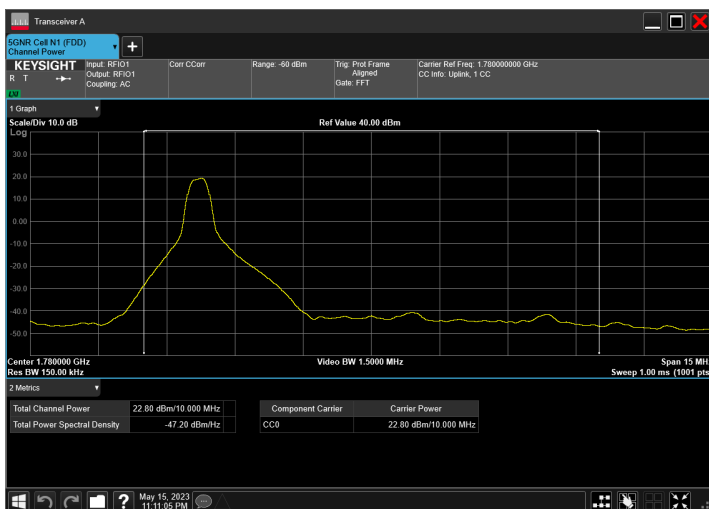 Transceiver A
5GNR Cell N1 (FDD)
Channel Power
KEYSIGHT
R T
LXI
Input: RFIO1
Output: RFIO1
Coupling: AC
Corr CCorr
Range: -60 dBm
Trig: Prot Frame
Aligned
Gate: FFT
Carrier Ref Freq: 1.780000000 GHz
CC Info: Uplink, 1 CC
1 Graph
Scale/Div 10.0 dB
Ref Value 40.00 dBm
Log
30.0
20.0
10.0
0.00
-10.0
-20.0
-30.0
-40.0
-50.0
Center 1.780000 GHz
Video BW 1.5000 MHz
Span 15 MHz
Res BW 150.00 kHz
Sweep 1.00 ms (1001 pts)
2 Metrics
Total Channel Power 22.80 dBm/10.000 MHz
Total Power Spectral Density -47.20 dBm/Hz
Component Carrier Carrier Power
CC0 22.80 dBm/10.000 MHz
?
May 15, 2023
11:11:05 PM